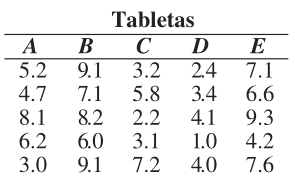 Tabletas
A B C D E
5.2 9.1 3.2 2.4 7.1
4.7 7.1 5.8 3.4 6.6
8.1 8.2 2.2 4.1 9.3
6.2 6.0 3.1 1.0 4.2
3.0 9.1 7.2 4.0 7.6